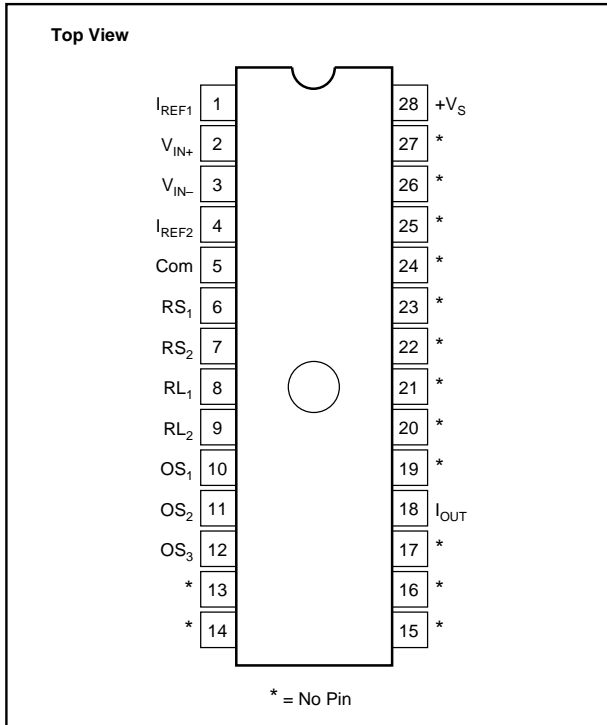 Top View
I_REF1 1 28 +V_S
V_IN+ 2 27 *
V_IN– 3 26 *
I_REF2 4 25 *
Com 5 24 *
RS_1 6 23 *
RS_2 7 22 *
RL_1 8 21 *
RL_2 9 20 *
OS_1 10 19 *
OS_2 11 18 I_OUT
OS_3 12 17 *
* 13 16 *
* 14 15 *
* = No Pin